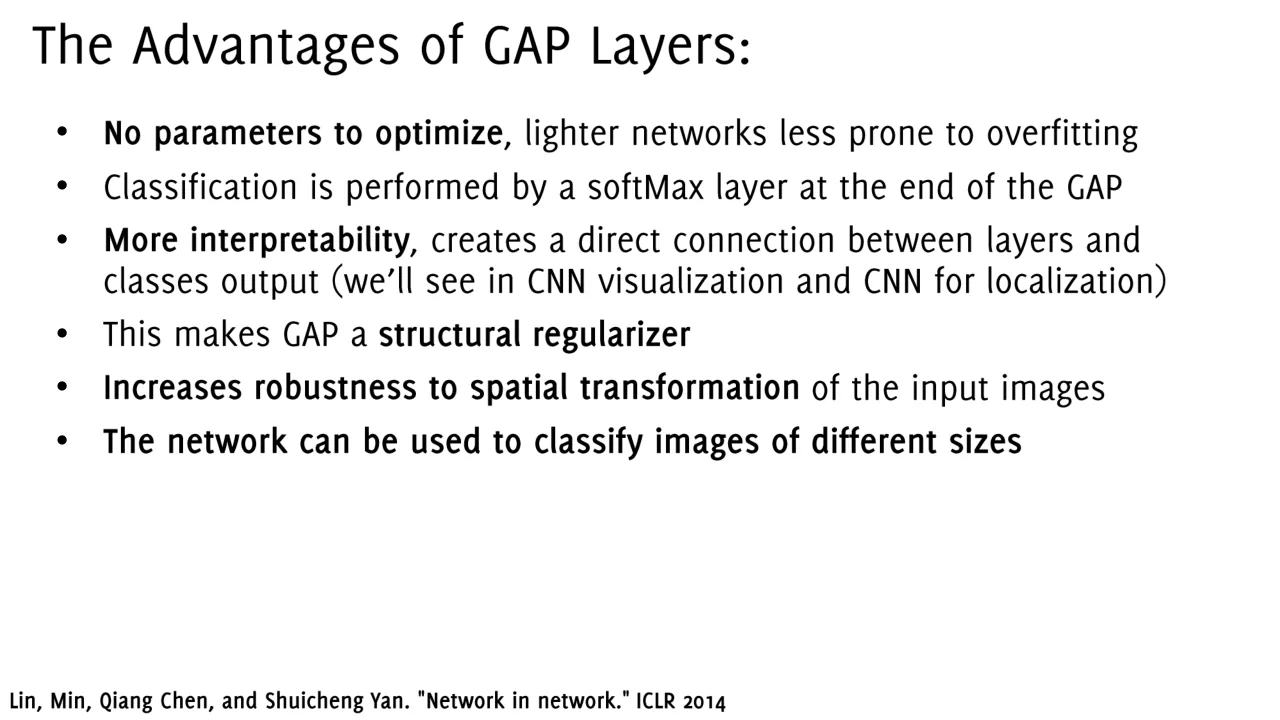 The Advantages of GAP Layers:
• No parameters to optimize, lighter networks less prone to overfitting
• Classification is performed by a softMax layer at the end of the GAP
• More interpretability, creates a direct connection between layers and
classes output (we’ll see in CNN visualization and CNN for localization)
• This makes GAP a structural regularizer
• Increases robustness to spatial transformation of the input images
• The network can be used to classify images of different sizes
Lin, Min, Qiang Chen, and Shuicheng Yan. "Network in network." ICLR 2014